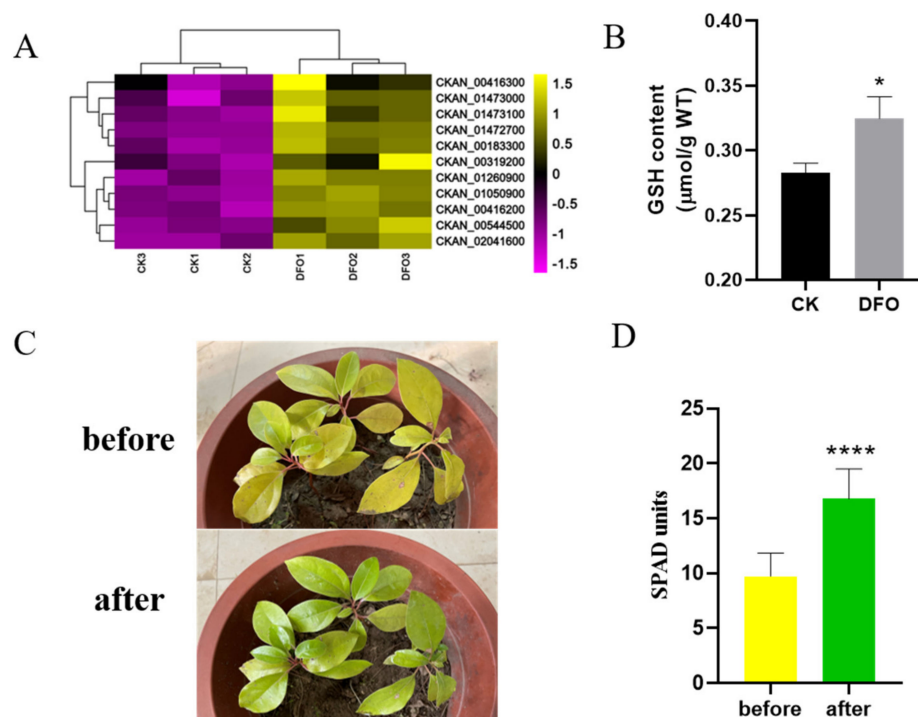 A
CKAN_00416300
CKAN_01473000
CKAN_01473100
CKAN_01472700
CKAN_00183300
CKAN_00319200
CKAN_01260900
CKAN_01050900
CKAN_00416200
CKAN_00544500
CKAN_02041600
CK3 CK1 CK2 DFO1 DFO2 DFO3
1.5
1
0.5
0
-0.5
-1
-1.5
B
GSH content
(μmol/g WT)
0.40
0.35
0.30
0.25
0.20
*
CK DFO
C
before
after
D
SPAD units
25
20
15
10
5
0
****
before after